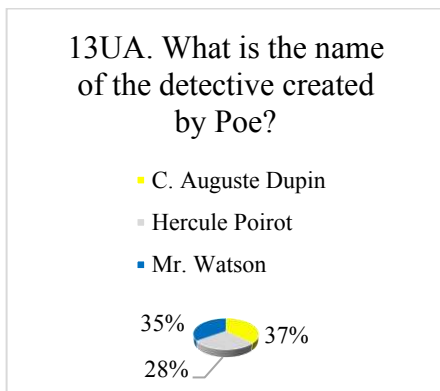 13UA. What is the name
of the detective created
by Poe?
C. Auguste Dupin
Hercule Poirot
Mr. Watson
35%
37%
28%